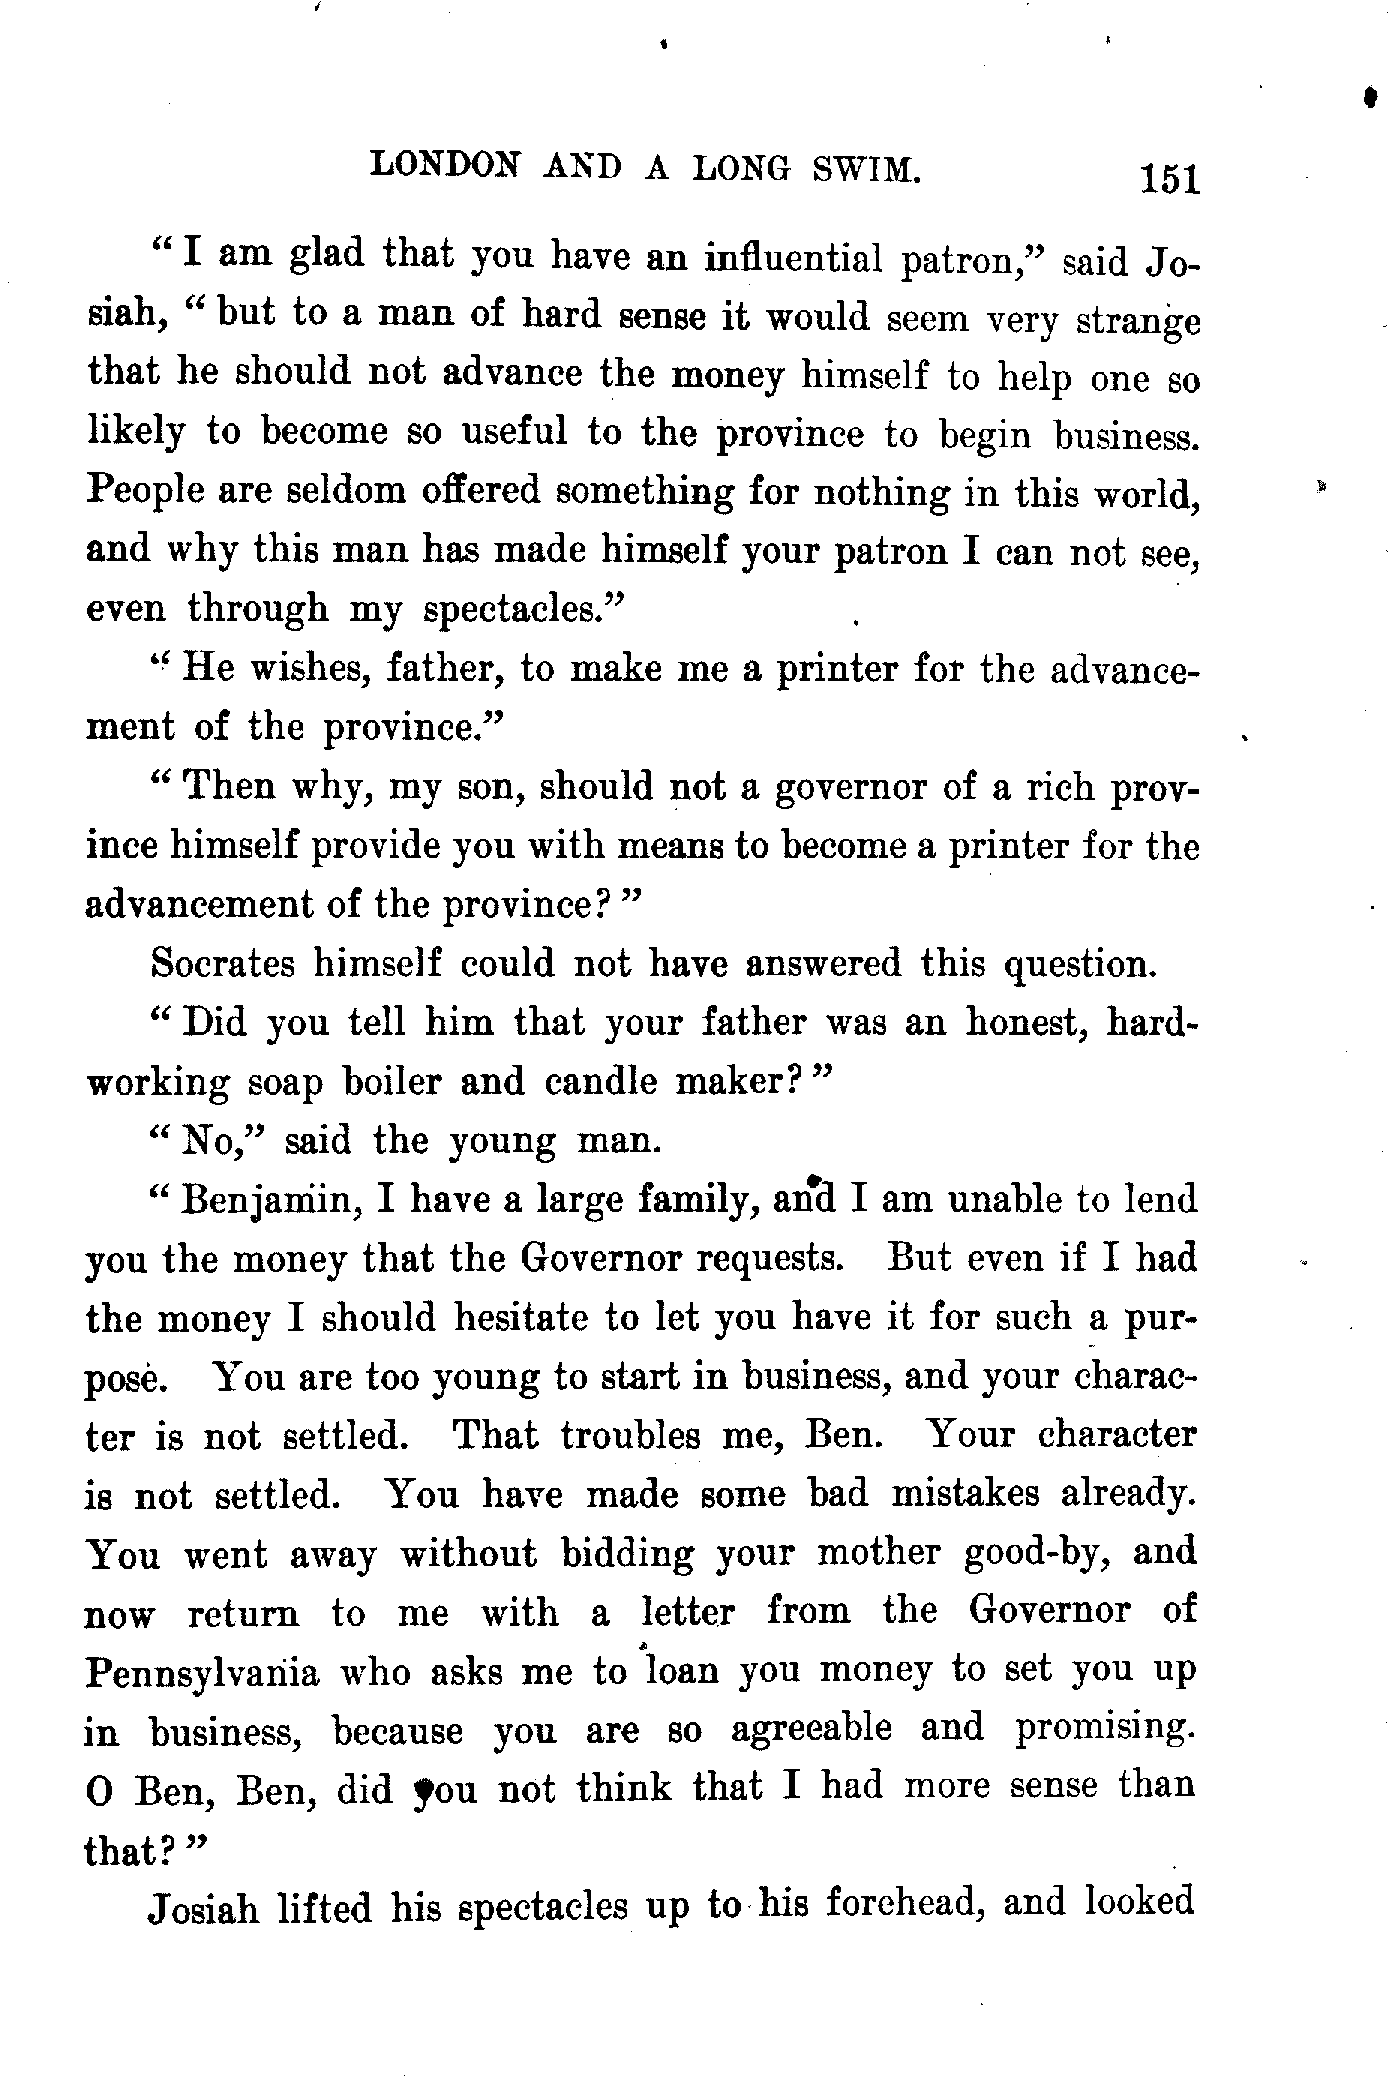 LONDON AND A LONG SWIM. 151
“ I am glad that you have an influential patron,” said Jo-
siah, “ but to a man of hard sense it would seem very strange
that he should not advance the money himself to help one so
likely to become so useful to the province to begin business.
People are seldom offered something for nothing in this world,
and why this man has made himself your patron I can not see,
even through my spectacles.”
“ He wishes, father, to make me a printer for the advance-
ment of the province.”
“ Then why, my son, should not a governor of a rich prov-
ince himself provide you with means to become a printer for the
advancement of the province? ”
Socrates himself could not have answered this question.
“ Did you tell him that your father was an honest, hard-
working soap boiler and candle maker? ”
“ No,” said the young man.
“ Benjamin, I have a large family, and I am unable to lend
you the money that the Governor requests. But even if I had
the money I should hesitate to let you have it for such a pur-
pose. You are too young to start in business, and your charac-
ter is not settled. That troubles me, Ben. Your character
is not settled. You have made some bad mistakes already.
You went away without bidding your mother good-by, and
now return to me with a letter from the Governor of
Pennsylvania who asks me to loan you money to set you up
in business, because you are so agreeable and promising.
O Ben, Ben, did you not think that I had more sense than
that? ”
Josiah lifted his spectacles up to his forehead, and looked